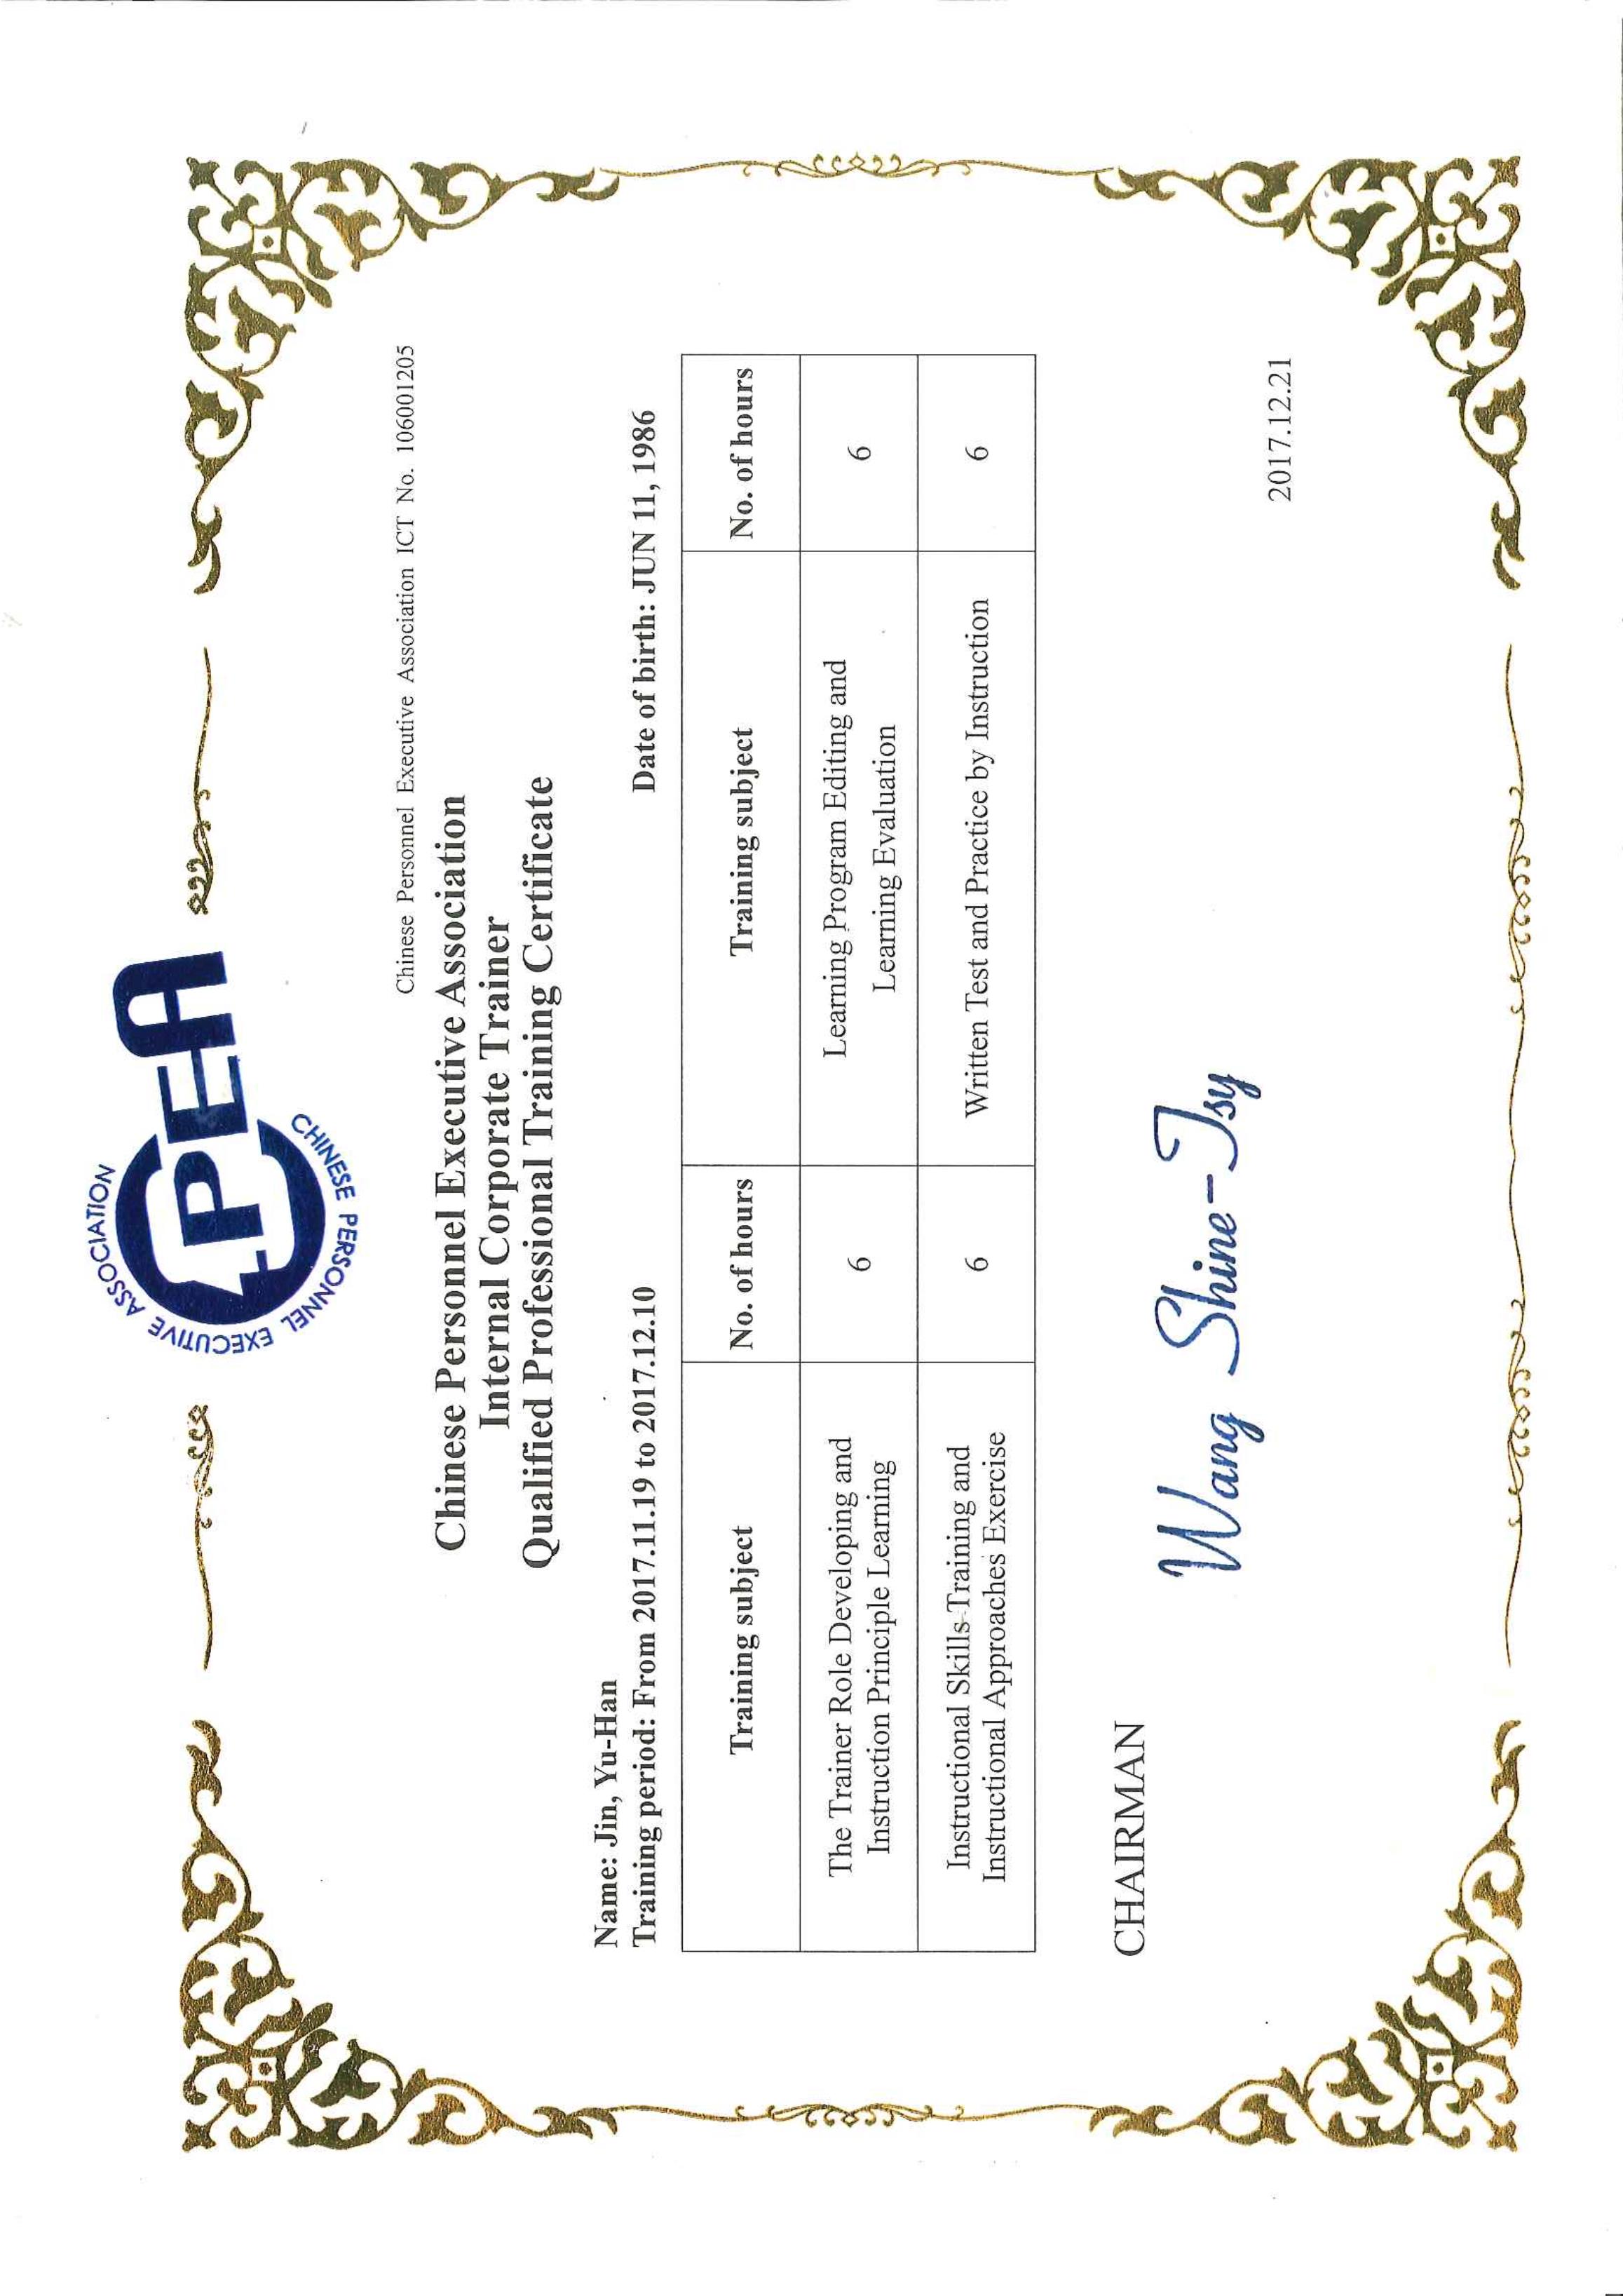 CHINESE PERSONNEL EXECUTIVE ASSOCIATION
CPEA
Chinese Personnel Executive Association ICT No. 106001205
Chinese Personnel Executive Association
Internal Corporate Trainer
Qualified Professional Training Certificate
Name: Jin, Yu-Han
Training period: From 2017.11.19 to 2017.12.10
Date of birth: JUN 11, 1986
Training subject No. of hours Training subject No. of hours
The Trainer Role Developing and
Instruction Principle Learning
6
Learning Program Editing and
Learning Evaluation
6
Instructional Skills Training and
Instructional Approaches Exercise
6
Written Test and Practice by Instruction
6
CHAIRMAN
Wang Shine-Tsy
2017.12.21